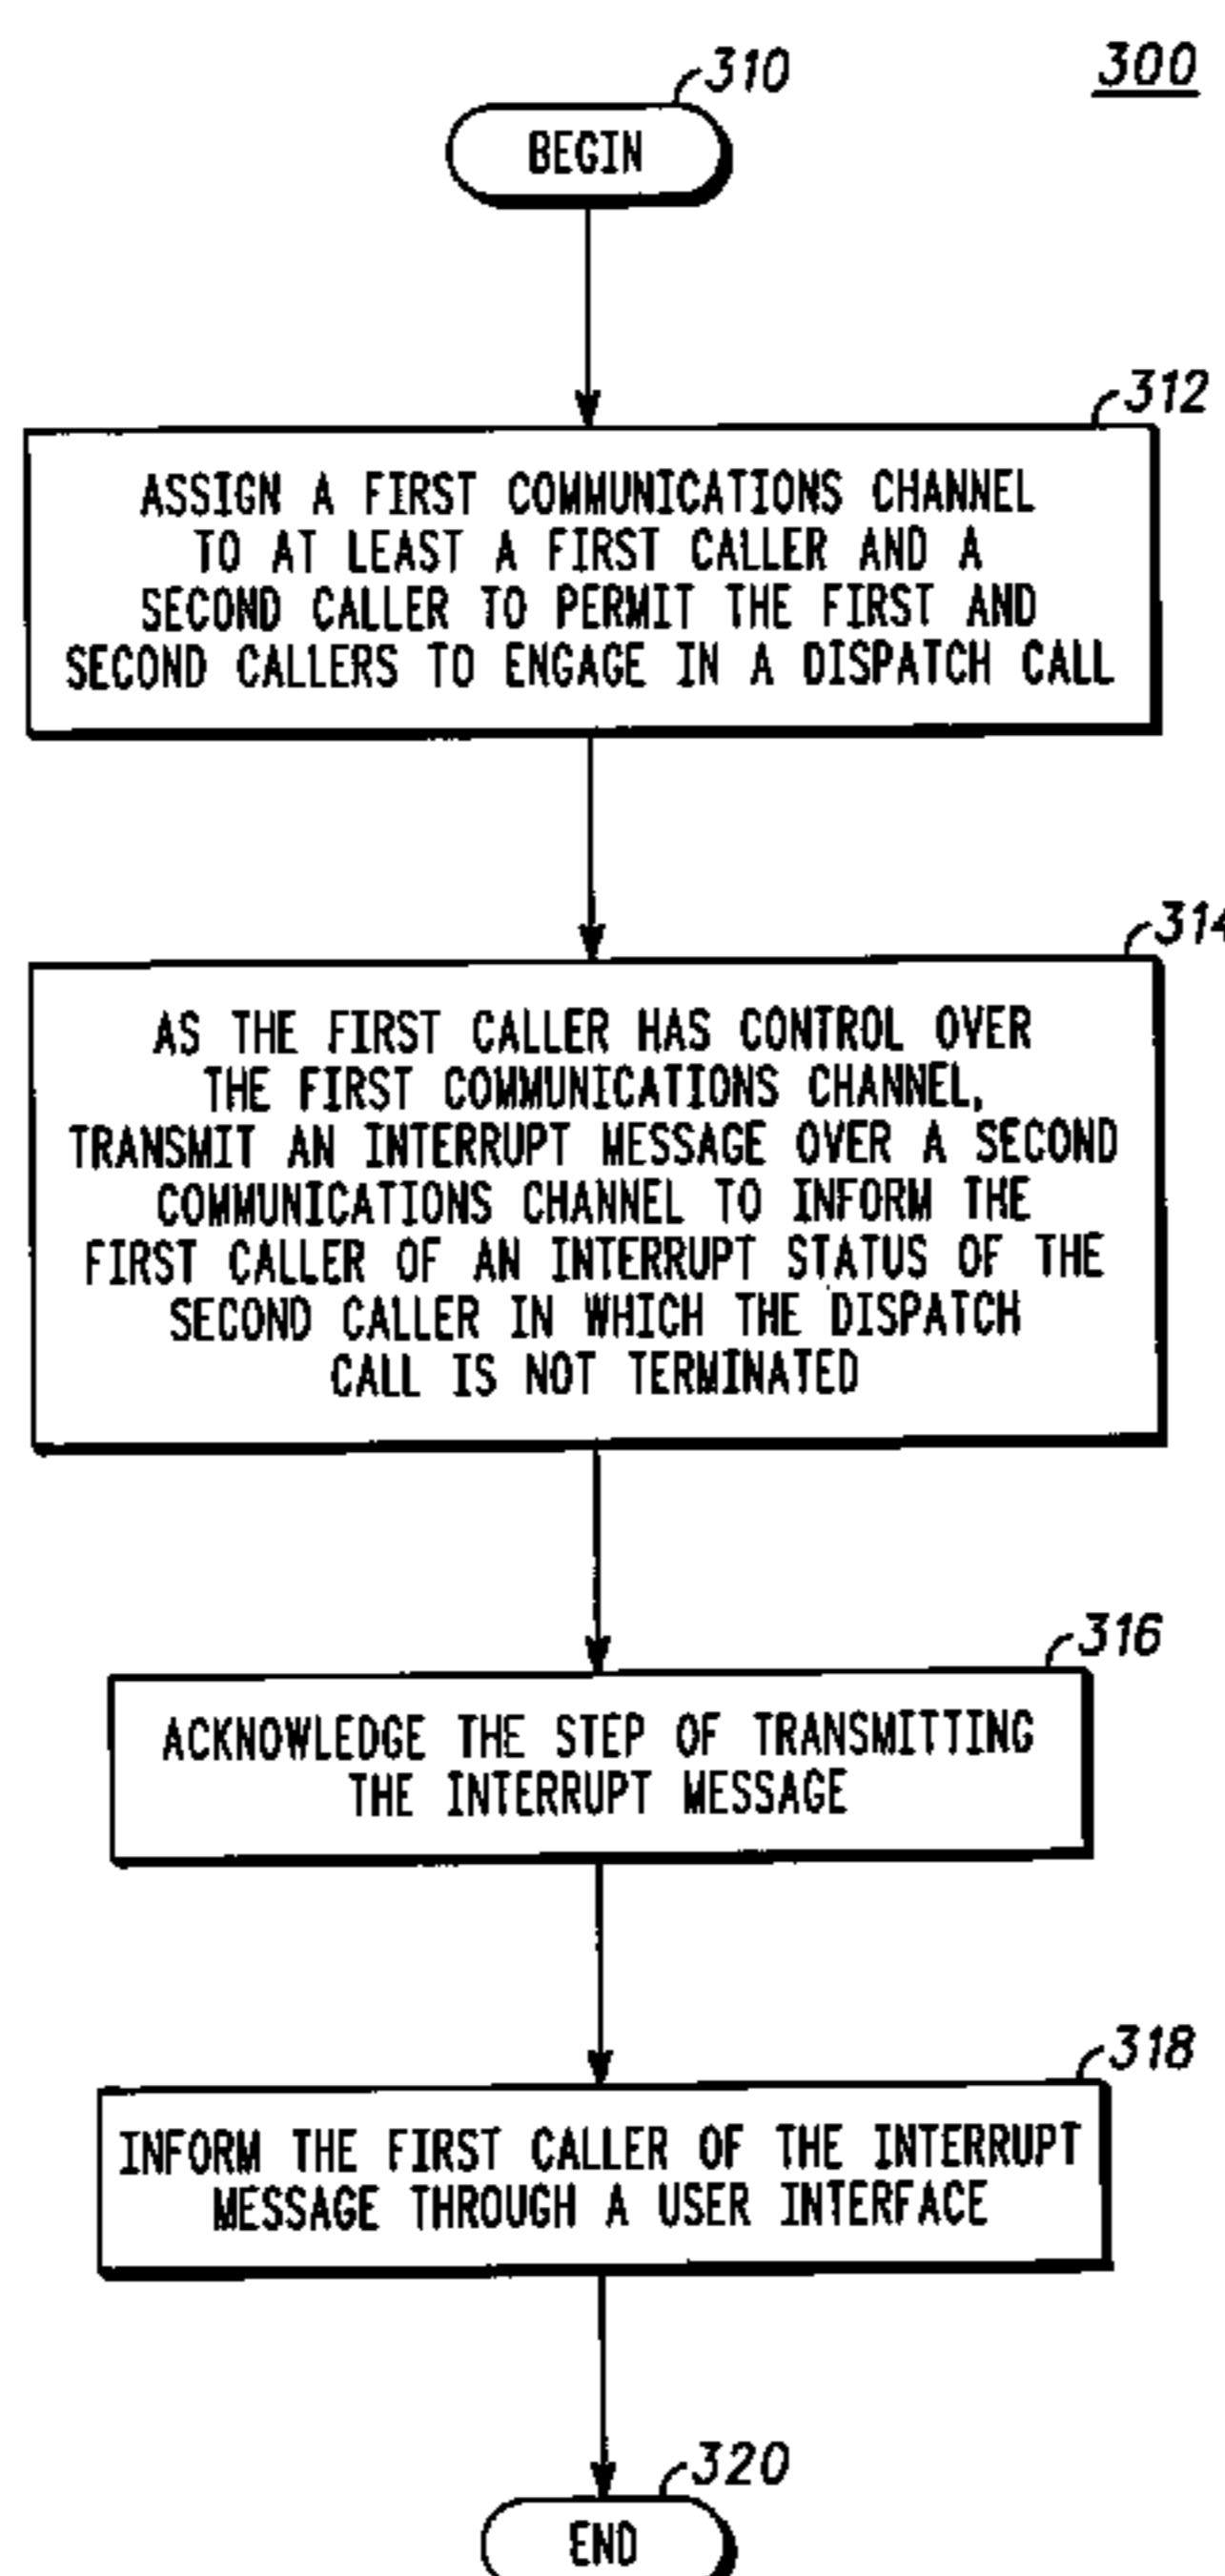 310
300
BEGIN
312
ASSIGN A FIRST COMMUNICATIONS CHANNEL
TO AT LEAST A FIRST CALLER AND A
SECOND CALLER TO PERMIT THE FIRST AND
SECOND CALLERS TO ENGAGE IN A DISPATCH CALL
314
AS THE FIRST CALLER HAS CONTROL OVER
THE FIRST COMMUNICATIONS CHANNEL,
TRANSMIT AN INTERRUPT MESSAGE OVER A SECOND
COMMUNICATIONS CHANNEL TO INFORM THE
FIRST CALLER OF AN INTERRUPT STATUS OF THE
SECOND CALLER IN WHICH THE DISPATCH
CALL IS NOT TERMINATED
316
ACKNOWLEDGE THE STEP OF TRANSMITTING
THE INTERRUPT MESSAGE
318
INFORM THE FIRST CALLER OF THE INTERRUPT
MESSAGE THROUGH A USER INTERFACE
320
END